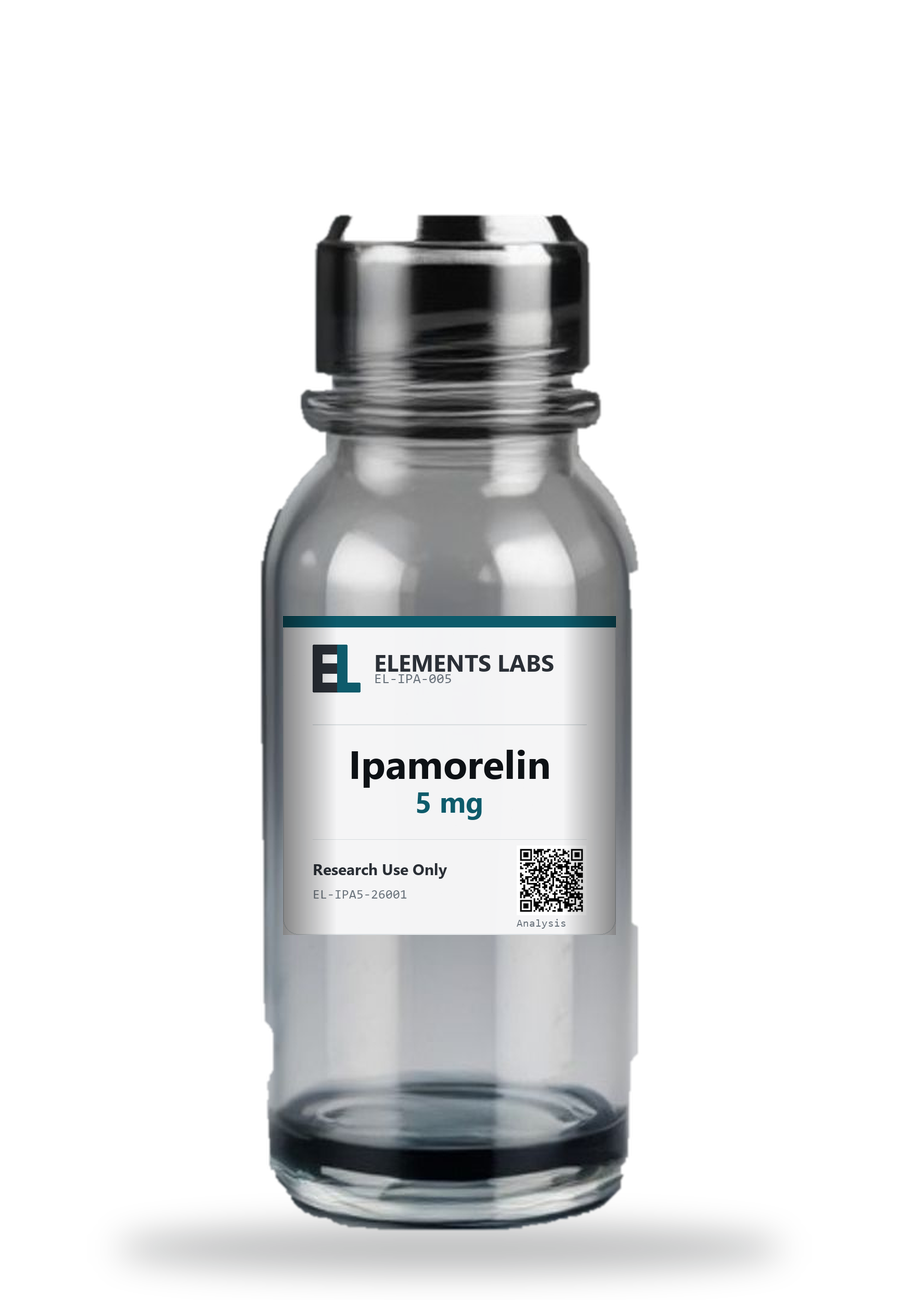 EL
ELEMENTS LABS
EL-IPA-005
Ipamorelin
5 mg
Research Use Only
EL-IPA5-26001
Analysis